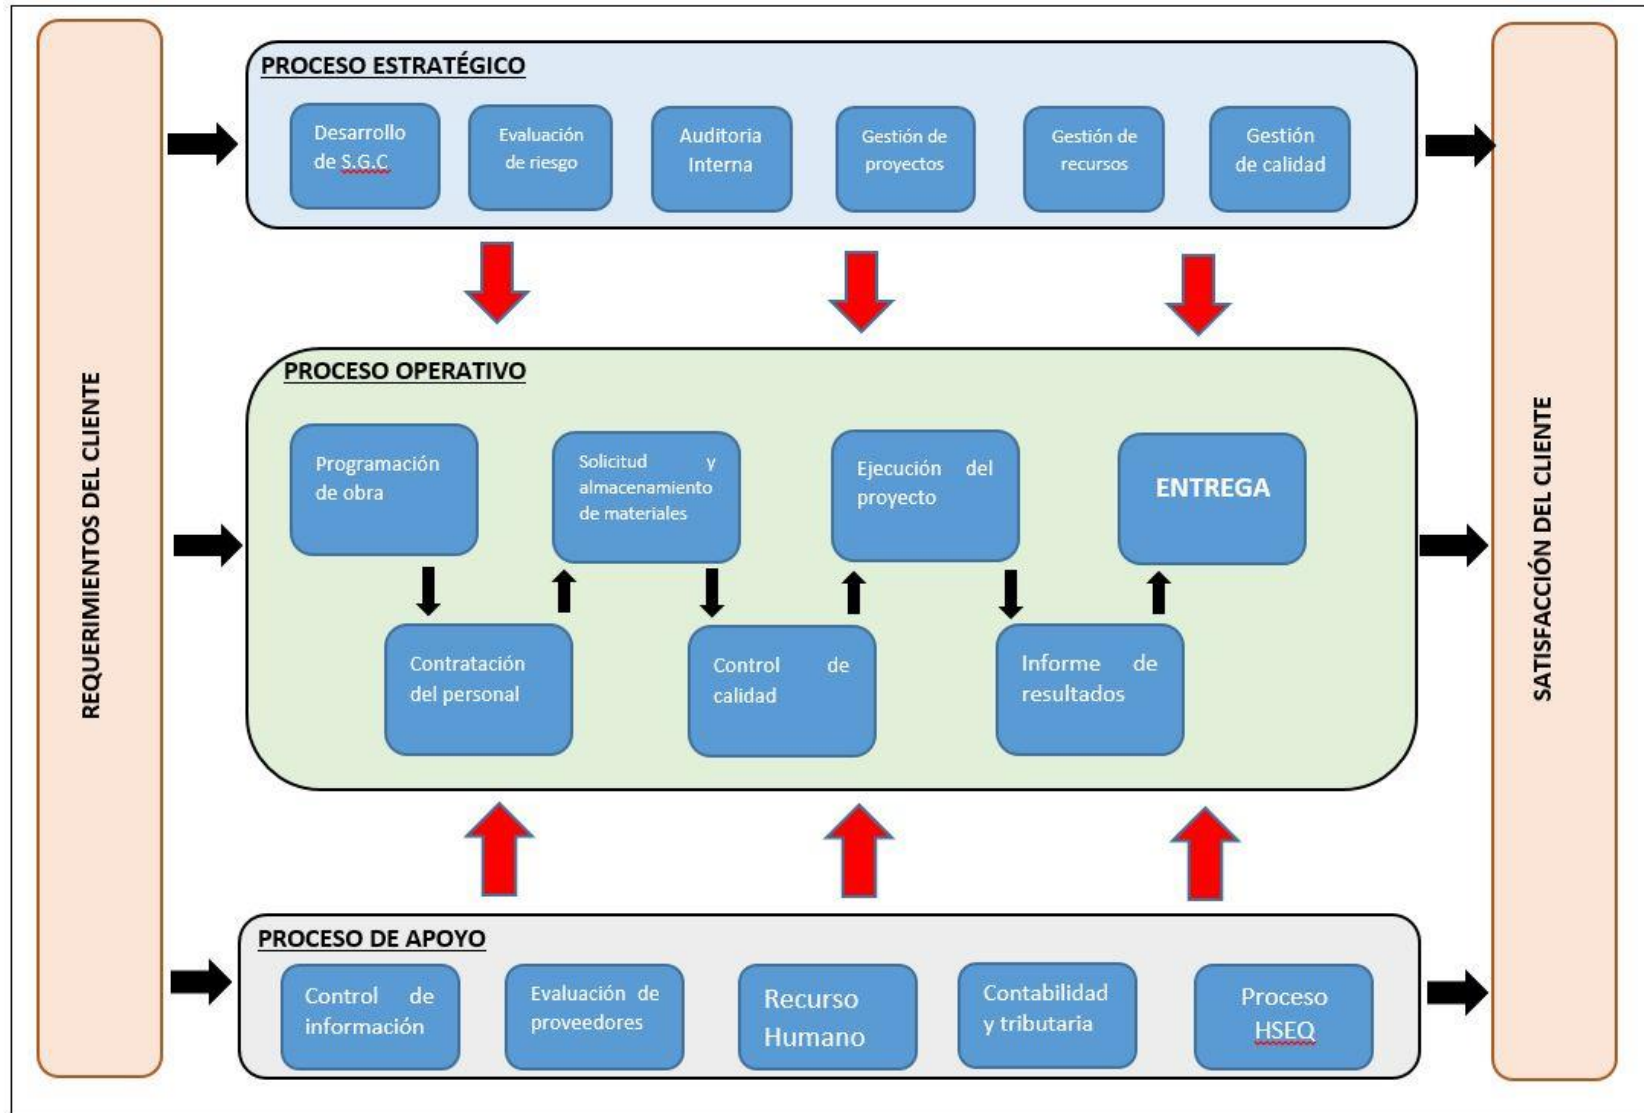 REQUERIMIENTOS DEL CLIENTE
PROCESO ESTRATÉGICO
Desarrollo
de S.G.C
Evaluación
de riesgo
Auditoria
Interna
Gestión de
proyectos
Gestión de
recursos
Gestión
de calidad
PROCESO OPERATIVO
Programación
de obra
Contratación
del personal
Solicitud y
almacenamiento
de materiales
Control de
calidad
Ejecución del
proyecto
Informe de
resultados
ENTREGA
PROCESO DE APOYO
Control de
información
Evaluación de
proveedores
Recurso
Humano
Contabilidad
y tributaria
Proceso
HSEQ
SATISFACCIÓN DEL CLIENTE